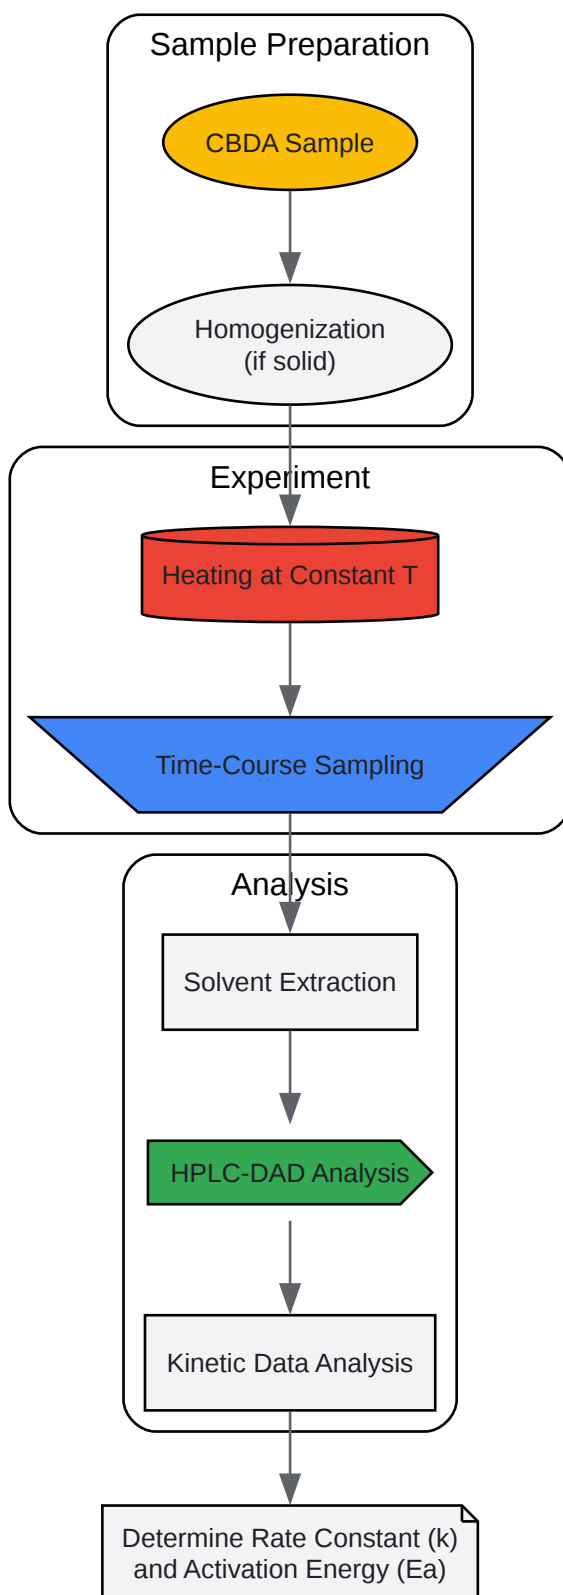 Sample Preparation
CBDA Sample
Homogenization
(if solid)
Experiment
Heating at Constant T
Time-Course Sampling
Analysis
Solvent Extraction
HPLC-DAD Analysis
Kinetic Data Analysis
Determine Rate Constant (k)
and Activation Energy (Ea)